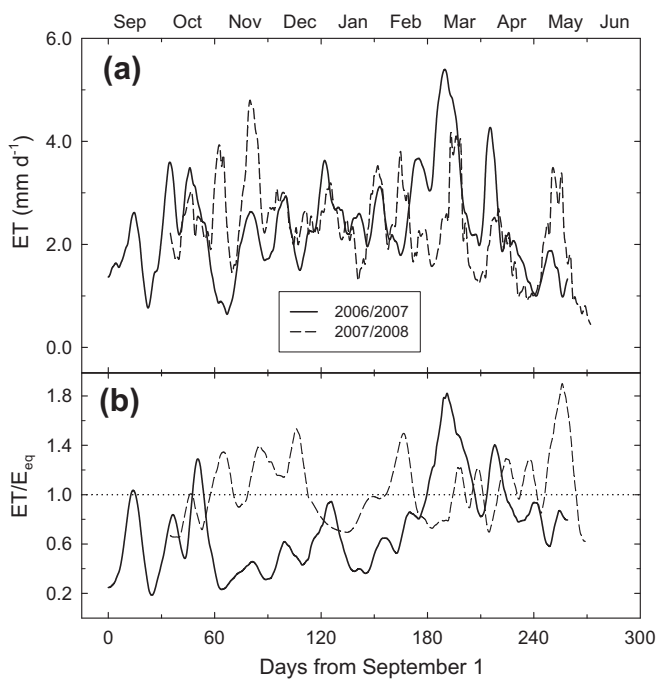 Sep Oct Nov Dec Jan Feb Mar Apr May Jun
6.0
(a)
4.0
ET (mm d-1)
2.0
2006/2007
2007/2008
0.0
1.8
(b)
1.4
ET/Eeq
1.0
0.6
0.2
0 60 120 180 240 300
Days from September 1